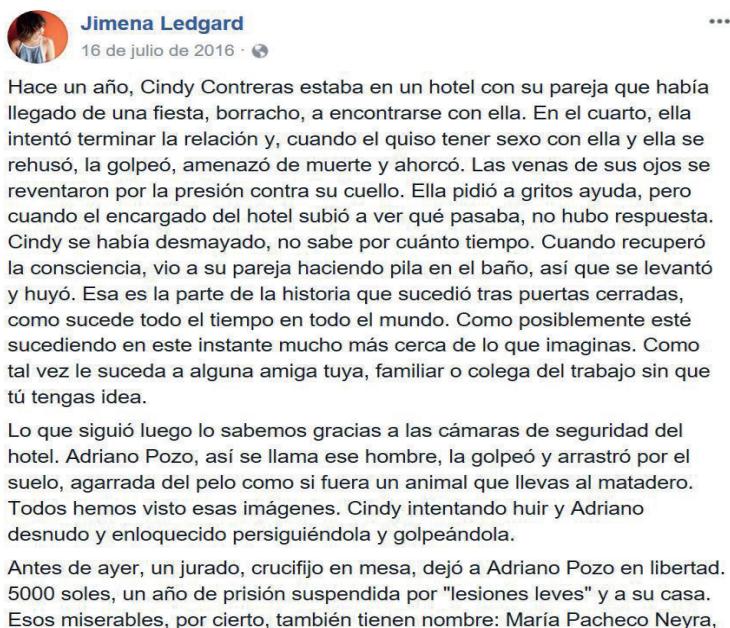 Jimena Ledgard
16 de julio de 2016 ·
Hace un año, Cindy Contreras estaba en un hotel con su pareja que había
llegado de una fiesta, borracho, a encontrarse con ella. En el cuarto, ella
intentó terminar la relación y, cuando el quiso tener sexo con ella y ella se
rehusó, la golpeó, amenazó de muerte y ahorcó. Las venas de sus ojos se
reventaron por la presión contra su cuello. Ella pidió a gritos ayuda, pero
cuando el encargado del hotel subió a ver qué pasaba, no hubo respuesta.
Cindy se había desmayado, no sabe por cuánto tiempo. Cuando recuperó
la consciencia, vio a su pareja haciendo pila en el baño, así que se levantó
y huyó. Esa es la parte de la historia que sucedió tras puertas cerradas,
como sucede todo el tiempo en todo el mundo. Como posiblemente esté
sucediendo en este instante mucho más cerca de lo que imaginas. Como
tal vez le suceda a alguna amiga tuya, familiar o colega del trabajo sin que
tú tengas idea.
Lo que siguió luego lo sabemos gracias a las cámaras de seguridad del
hotel. Adriano Pozo, así se llama ese hombre, la golpeó y arrastró por el
suelo, agarrada del pelo como si fuera un animal que llevas al matadero.
Todos hemos visto esas imágenes. Cindy intentando huir y Adriano
desnudo y enloquecido persiguiéndola y golpeándola.
Antes de ayer, un jurado, crucifijo en mesa, dejó a Adriano Pozo en libertad.
5000 soles, un año de prisión suspendida por "lesiones leves" y a su casa.
Esos miserables, por cierto, también tienen nombre: María Pacheco Neyra,